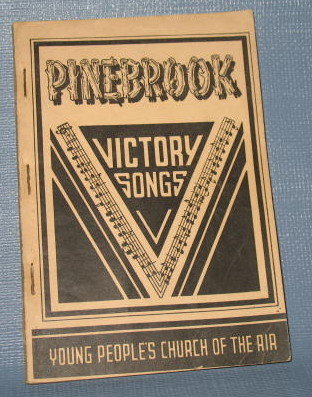 PINEBROOK
VICTORY
SONGS
YOUNG PEOPLE'S CHURCH OF THE AIR